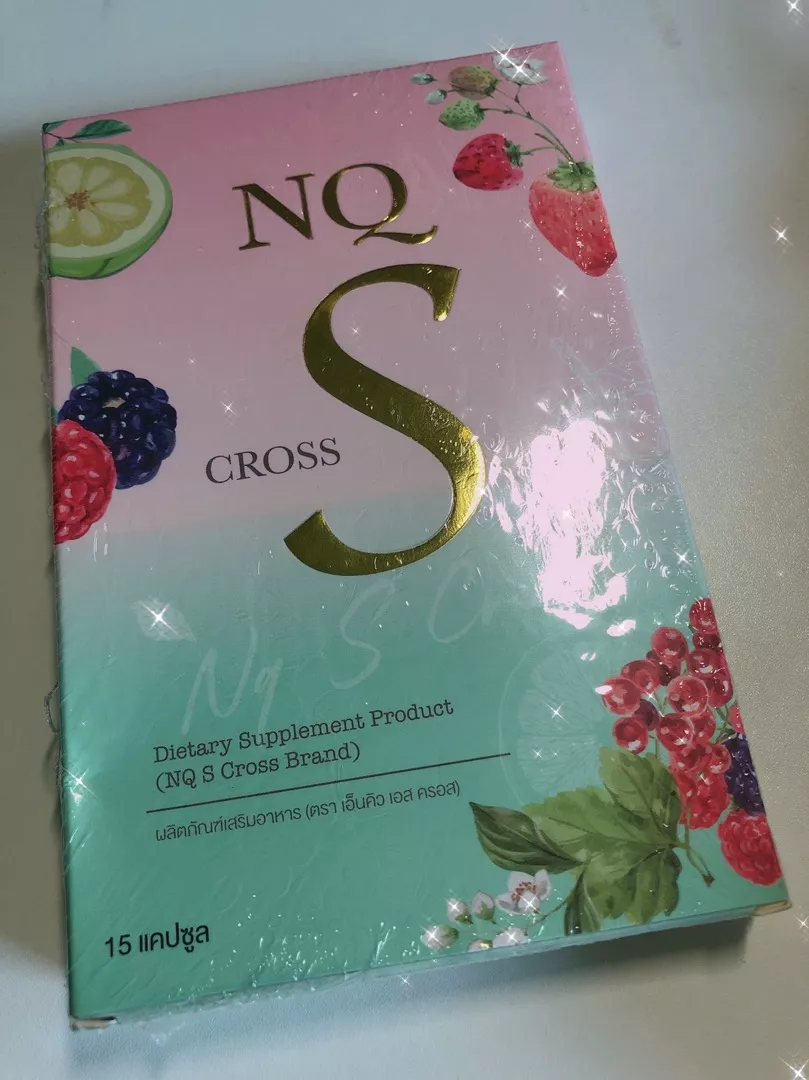 NQ
S
CROSS
Nq S Cr
Dietary Supplement Product
(NQ S Cross Brand)
ผลิตภัณฑ์เสริมอาหาร (ตรา เอ็นคิว เอส ครอส)
15 แคปซูล